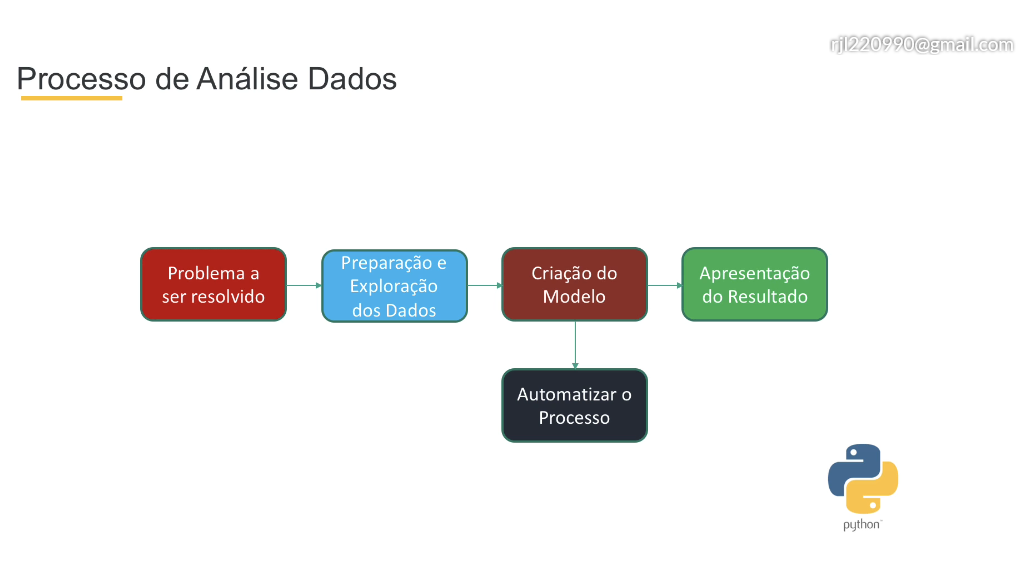 rjl220990@gmail.com
Processo de Análise Dados
Problema a
ser resolvido
Preparação e
Exploração
dos Dados
Criação do
Modelo
Apresentação
do Resultado
Automatizar o
Processo
python